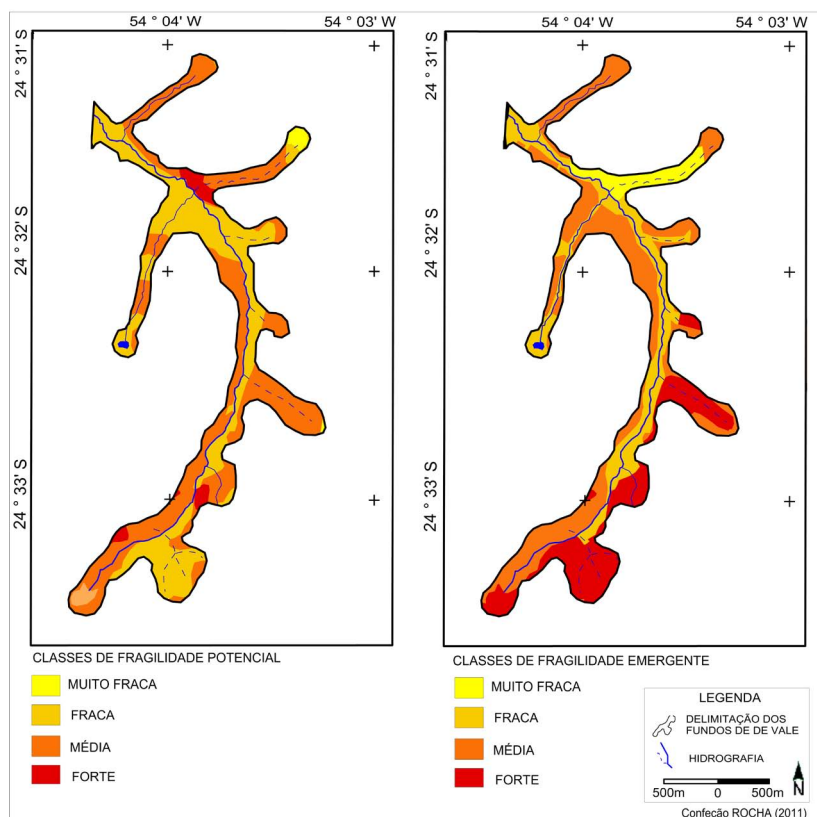 54 ° 04' W
54 ° 03' W
54 ° 04' W
54 ° 03' W
24 ° 31' S
24 ° 32' S
24 ° 33' S
24 ° 31' S
24 ° 32' S
24 ° 33' S
CLASSES DE FRAGILIDADE POTENCIAL
MUITO FRACA
FRACA
MÉDIA
FORTE
CLASSES DE FRAGILIDADE EMERGENTE
MUITO FRACA
FRACA
MÉDIA
FORTE
LEGENDA
DELIMITAÇÃO DOS
FUNDOS DE DE VALE
HIDROGRAFIA
500m 0 500m
N
Confeção ROCHA (2011)